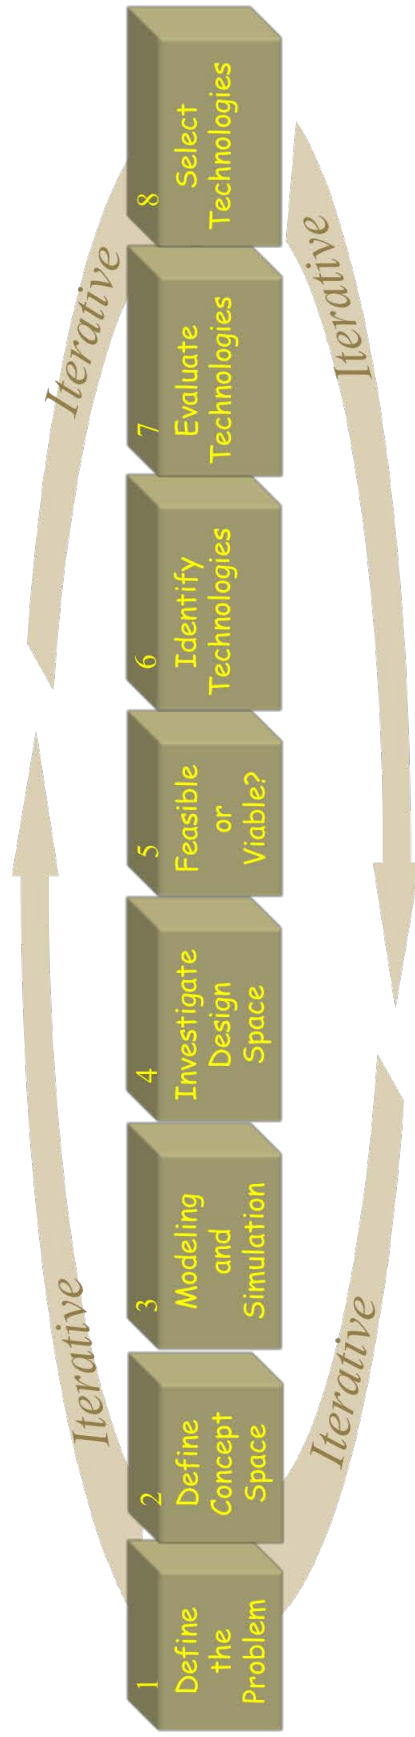 Iterative
Iterative
1
Define
the
Problem
2
Define
Concept
Space
3
Modeling
and
Simulation
4
Investigate
Design
Space
5
Feasible
or
Viable?
6
Identify
Technologies
7
Evaluate
Technologies
8
Select
Technologies
Iterative
Iterative